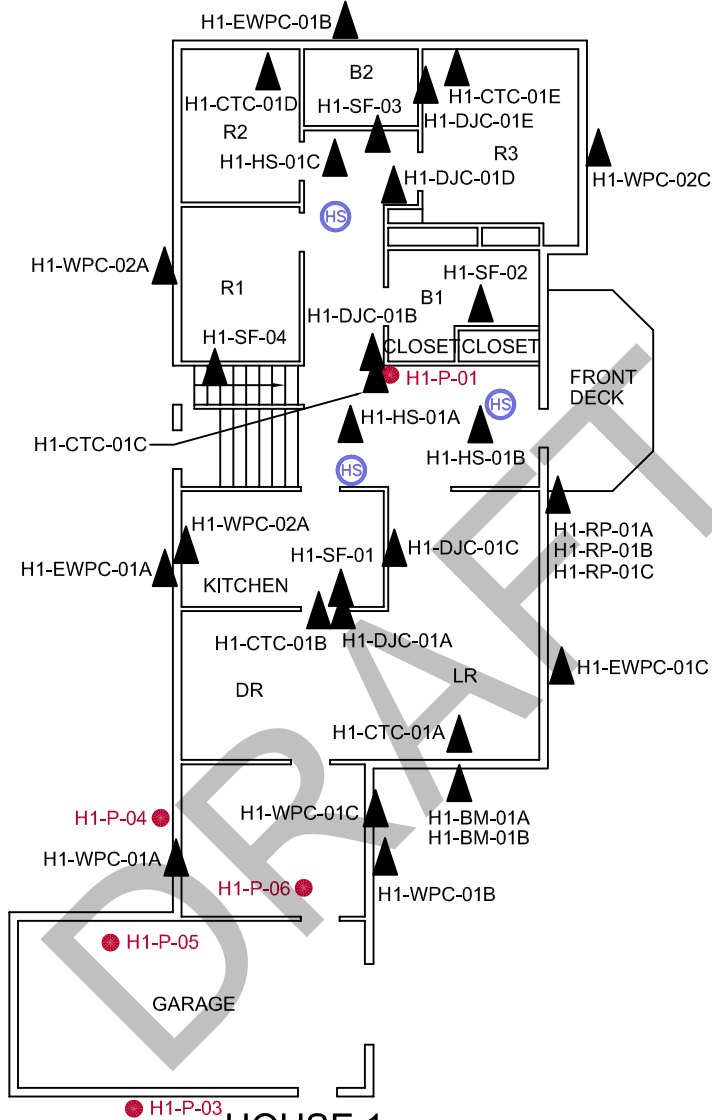 H1-EWPC-01B
B2
H1-CTC-01D
H1-CTC-01E
H1-SF-03
H1-DJC-01E
R2
R3
H1-HS-01C
H1-DJC-01D
H1-WPC-02C
HS
H1-WPC-02A
H1-SF-02
R1
B1
H1-DJC-01B
H1-SF-04
CLOSET
CLOSET
H1-P-01
FRONT
DECK
HS
H1-HS-01A
H1-CTC-01C
H1-HS-01B
HS
H1-WPC-02A
H1-RP-01A
H1-RP-01B
H1-RP-01C
H1-SF-01
H1-DJC-01C
H1-EWPC-01A
KITCHEN
H1-CTC-01B
H1-DJC-01A
H1-EWPC-01C
LR
DR
H1-CTC-01A
H1-WPC-01C
H1-BM-01A
H1-BM-01B
H1-P-04
H1-WPC-01A
H1-P-06
H1-WPC-01B
H1-P-05
GARAGE
H1-P-03
HOUSE 1
DRAFT